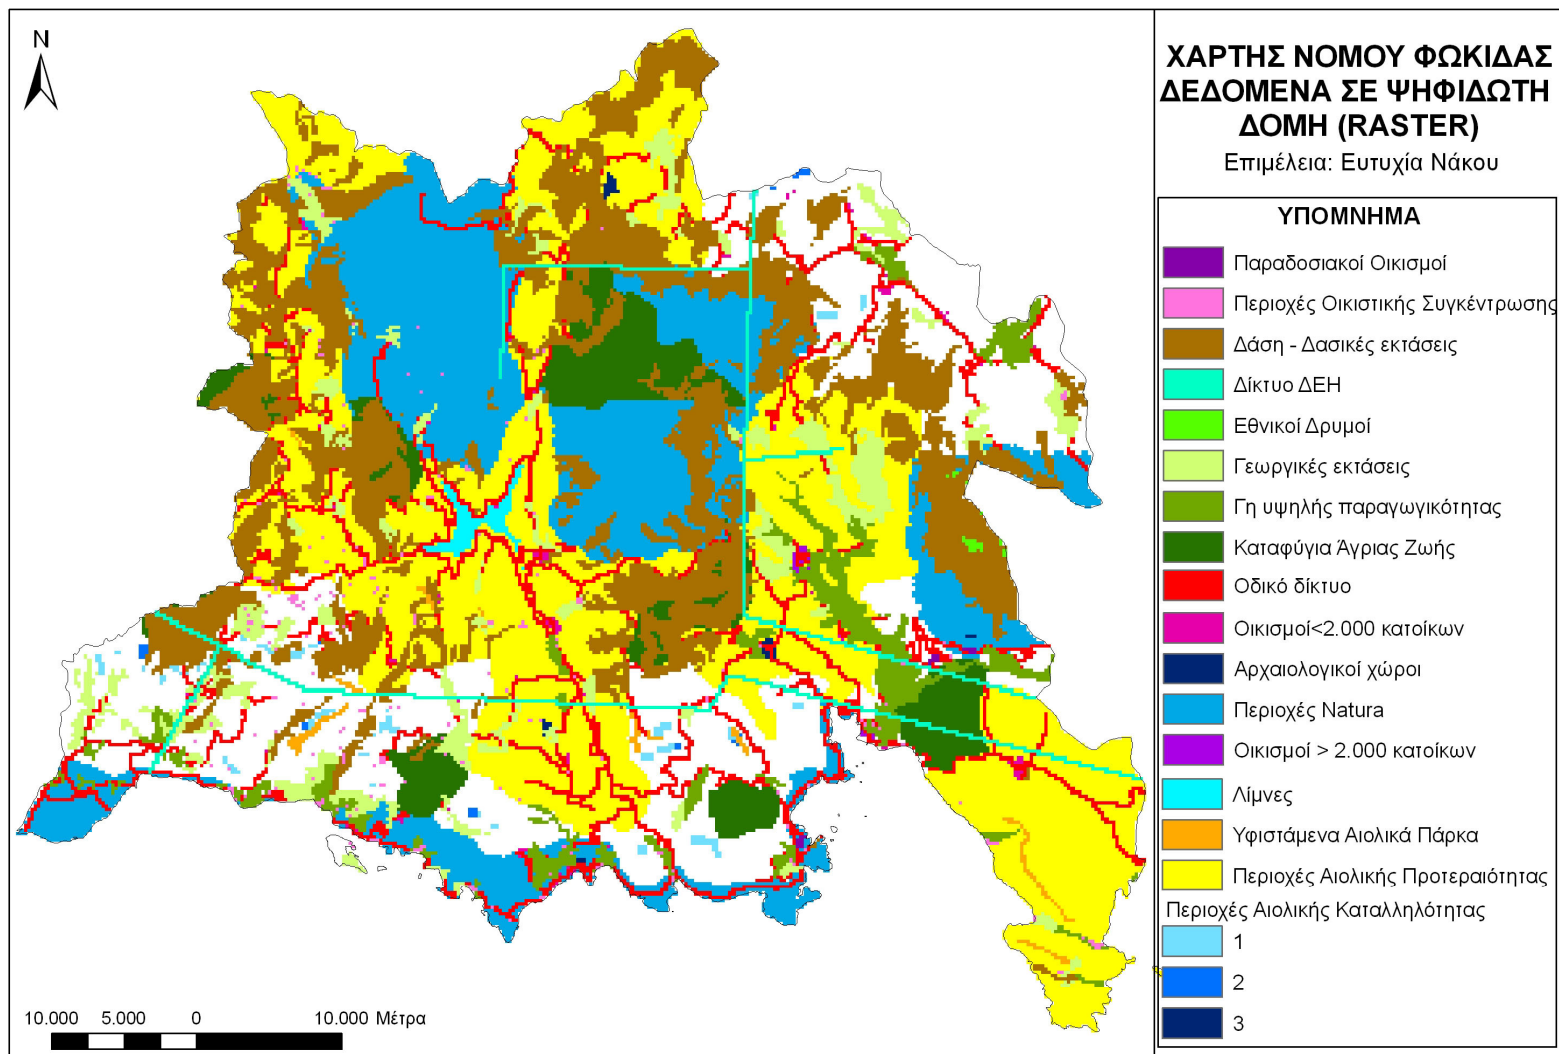 N
ΧΑΡΤΗΣ ΝΟΜΟΥ ΦΩΚΙΔΑΣ
ΔΕΔΟΜΕΝΑ ΣΕ ΨΗΦΙΔΩΤΗ
ΔΟΜΗ (RASTER)
Επιμέλεια: Ευτυχία Νάκου
ΥΠΟΜΝΗΜΑ
Παραδοσιακοί Οικισμοί
Περιοχές Οικιστικής Συγκέντρωσης
Δάση - Δασικές εκτάσεις
Δίκτυο ΔΕΗ
Εθνικοί Δρυμοί
Γεωργικές εκτάσεις
Γη υψηλής παραγωγικότητας
Καταφύγια Άγριας Ζωής
Οδικό δίκτυο
Οικισμοί<2.000 κατοίκων
Αρχαιολογικοί χώροι
Περιοχές Natura
Οικισμοί > 2.000 κατοίκων
Λίμνες
Υφιστάμενα Αιολικά Πάρκα
Περιοχές Αιολικής Προτεραιότητας
Περιοχές Αιολικής Καταλληλότητας
1
2
3
10.000 5.000 0 10.000 Μέτρα